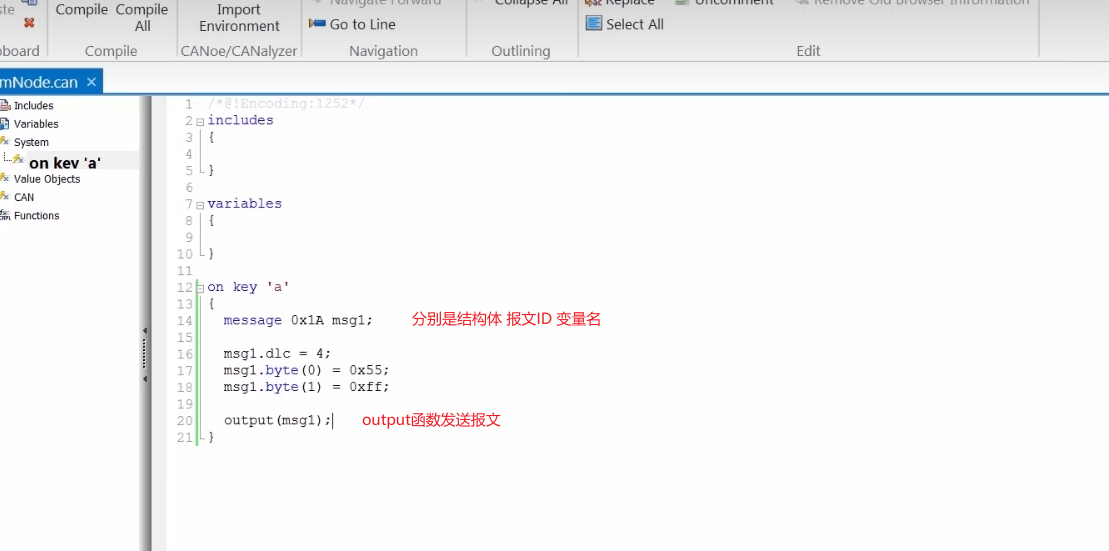 Navigate Forward
Collapse All
Replace
Uncomment
Remove Old Browser Information
Compile Compile All
Import Environment
Go to Line
Select All
Compile
CANoe/CANalyzer
Navigation
Outlining
Edit
mNode.can
Includes
Variables
System
on key 'a'
Value Objects
CAN
Functions
1 /*@!Encoding:1252*/
2 includes
3 {
4
5 }
6
7 variables
8 {
9
10 }
11
12 on key 'a'
13 {
14 message 0x1A msg1; 分别是结构体 报文ID 变量名
15
16 msg1.dlc = 4;
17 msg1.byte(0) = 0x55;
18 msg1.byte(1) = 0xff;
19
20 output(msg1); output函数发送报文
21 }